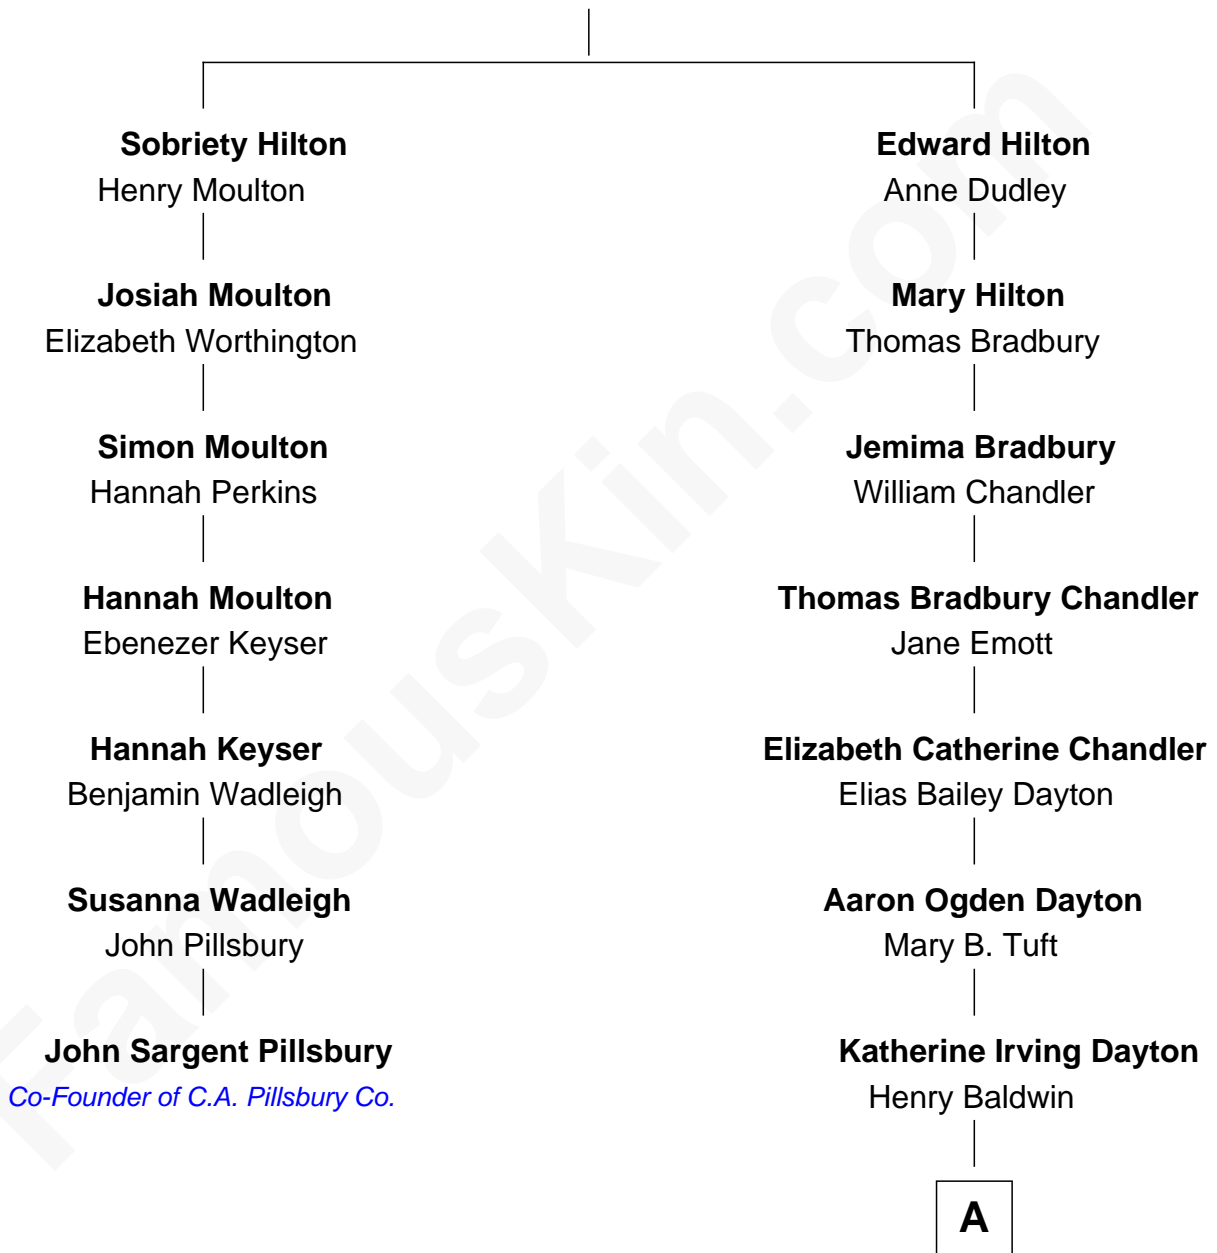 Sobriety Hilton
Henry Moulton
Josiah Moulton
Elizabeth Worthington
Simon Moulton
Hannah Perkins
Hannah Moulton
Ebenezer Keyser
Hannah Keyser
Benjamin Wadleigh
Susanna Wadleigh
John Pillsbury
John Sargent Pillsbury
Co-Founder of C.A. Pillsbury Co.
Edward Hilton
Anne Dudley
Mary Hilton
Thomas Bradbury
Jemima Bradbury
William Chandler
Thomas Bradbury Chandler
Jane Emott
Elizabeth Catherine Chandler
Elias Bailey Dayton
Aaron Ogden Dayton
Mary B. Tuft
Katherine Irving Dayton
Henry Baldwin
A
FamousKin.com